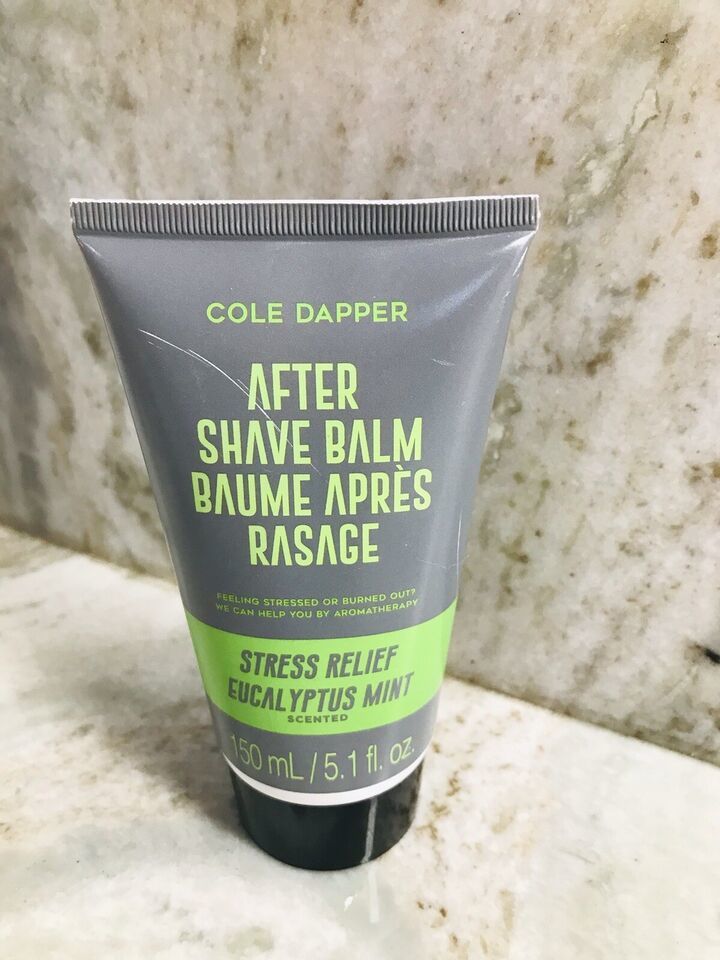 COLE DAPPER
AFTER
SHAVE BALM
BAUME APRÈS
RASAGE
FEELING STRESSED OR BURNED OUT?
WE CAN HELP YOU BY AROMATHERAPY
STRESS RELIEF
EUCALYPTUS MINT
SCENTED
150 mL / 5.1 fl. oz.